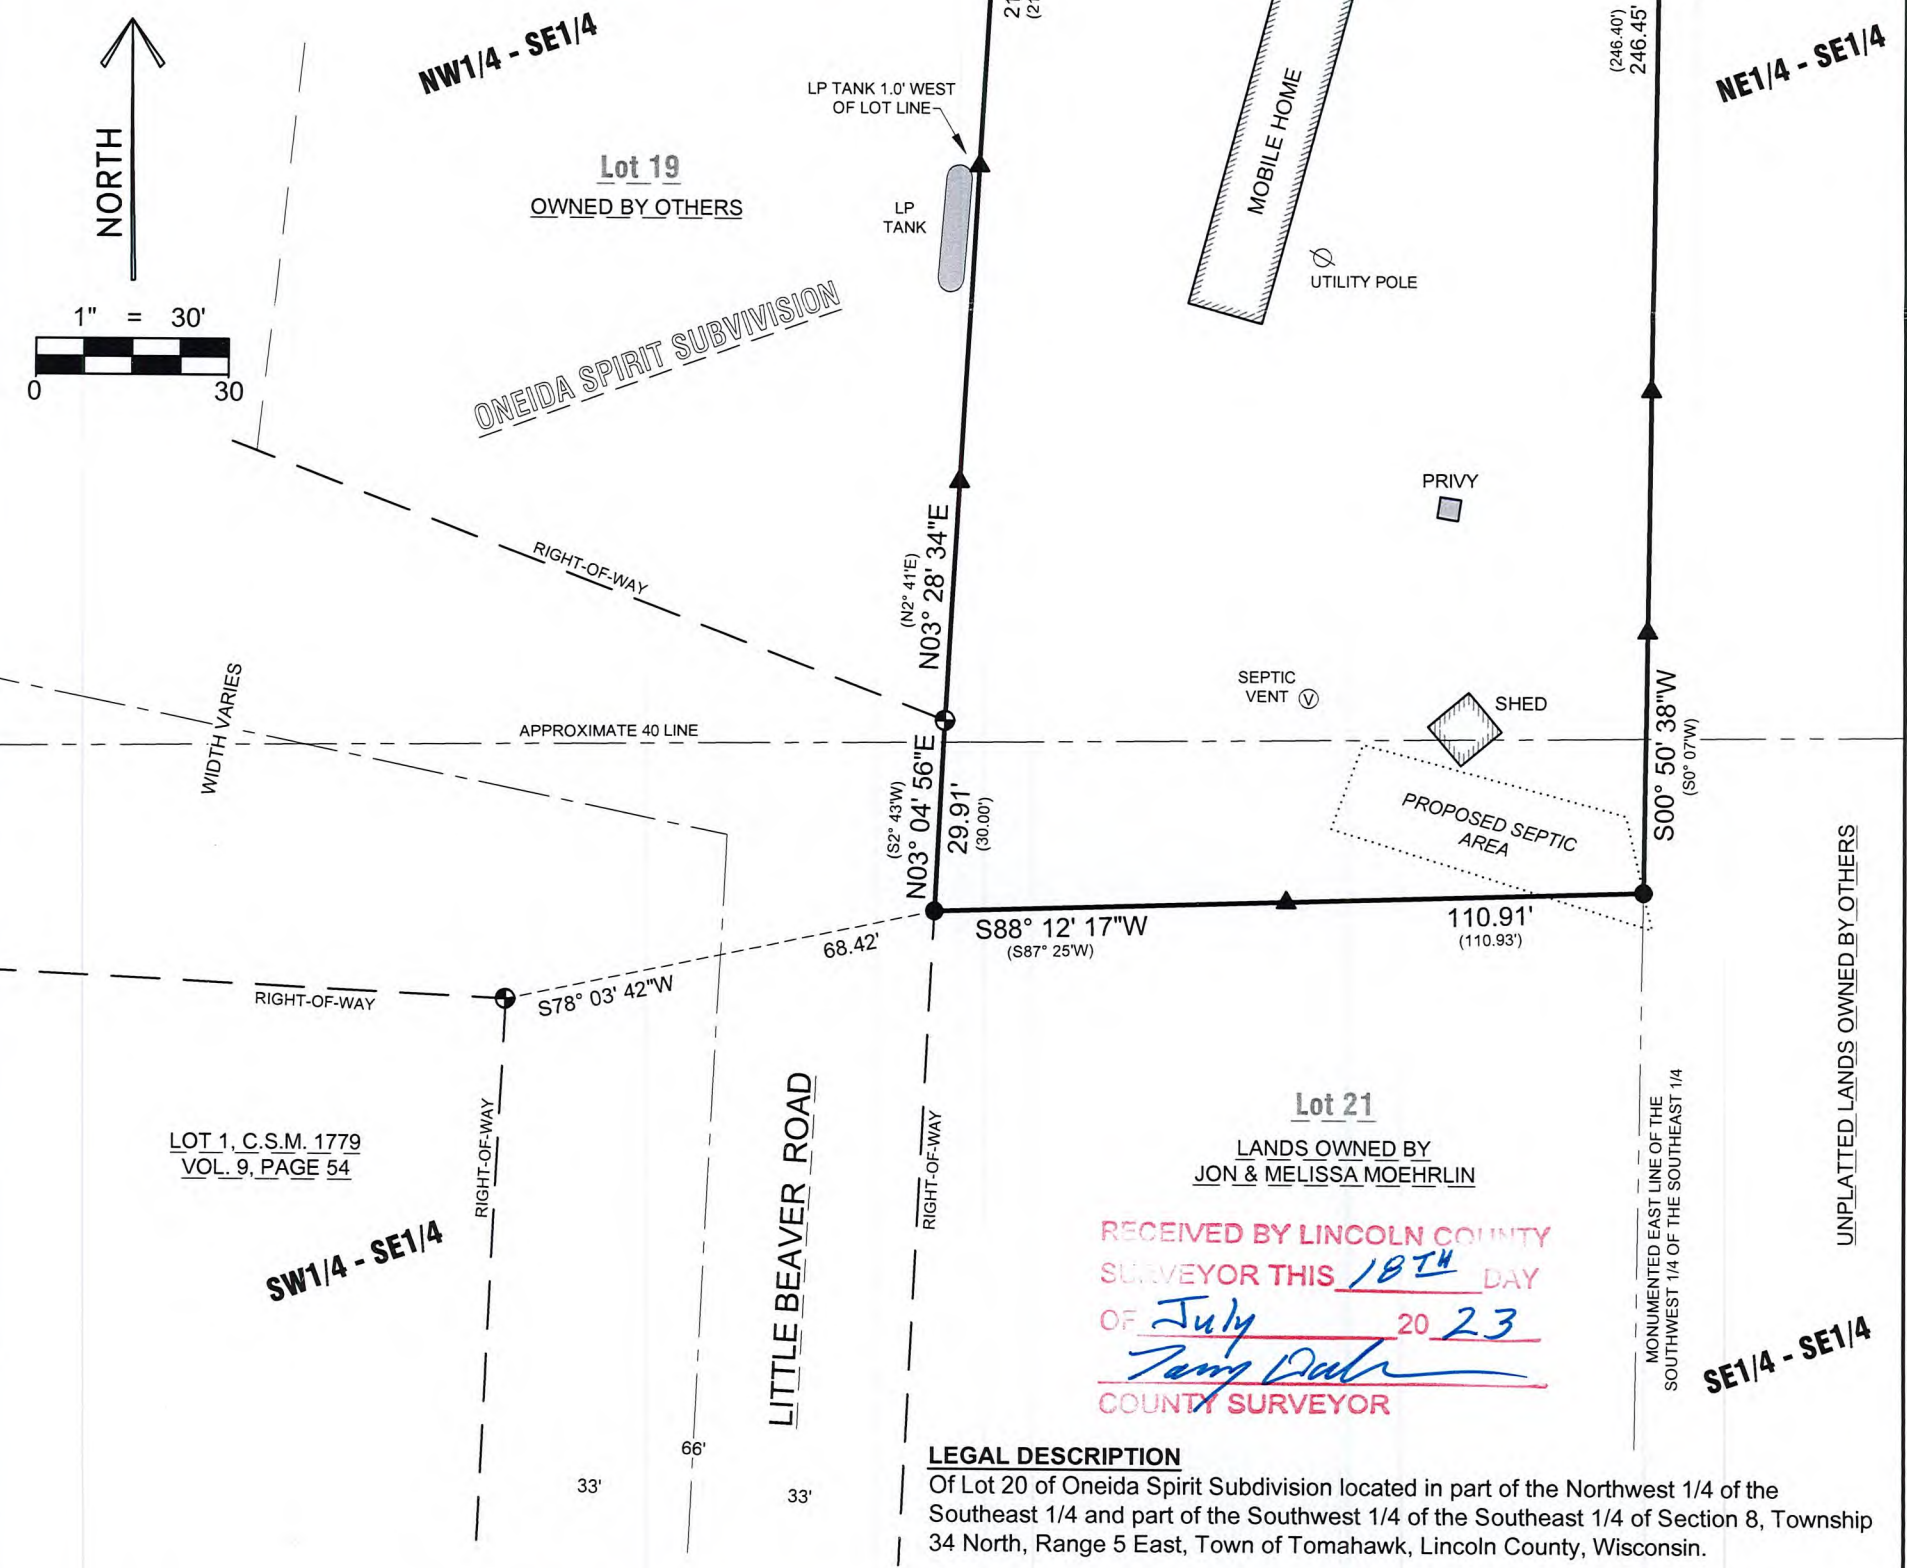 NORTH
1" = 30'
0 30
NW1/4 - SE1/4
Lot 19
OWNED BY OTHERS
ONEIDA SPIRIT SUBVIVISION
LP TANK 1.0' WEST
OF LOT LINE
LP
TANK
MOBILE HOME
UTILITY POLE
(246.40')
246.45'
NE1/4 - SE1/4
PRIVY
RIGHT-OF-WAY
(N2° 41'E)
N03° 28' 34"E
WIDTH VARIES
APPROXIMATE 40 LINE
SEPTIC
VENT V
SHED
PROPOSED SEPTIC
AREA
S00° 50' 38"W
(S0° 07'W)
(S2° 43'W)
N03° 04' 56"E
29.91'
(30.00')
S88° 12' 17"W
(S87° 25'W)
110.91'
(110.93')
68.42'
S78° 03' 42"W
RIGHT-OF-WAY
RIGHT-OF-WAY
LOT 1, C.S.M. 1779
VOL. 9, PAGE 54
SW1/4 - SE1/4
LITTLE BEAVER ROAD
66'
33'
33'
RIGHT-OF-WAY
Lot 21
LANDS OWNED BY
JON & MELISSA MOEHRLIN
RECEIVED BY LINCOLN COUNTY
SURVEYOR THIS 18TH DAY
OF July 20 23
COUNTY SURVEYOR
MONUMENTED EAST LINE OF THE
SOUTHWEST 1/4 OF THE SOUTHEAST 1/4
UNPLATTED LANDS OWNED BY OTHERS
SE1/4 - SE1/4
LEGAL DESCRIPTION
Of Lot 20 of Oneida Spirit Subdivision located in part of the Northwest 1/4 of the
Southeast 1/4 and part of the Southwest 1/4 of the Southeast 1/4 of Section 8, Township
34 North, Range 5 East, Town of Tomahawk, Lincoln County, Wisconsin.